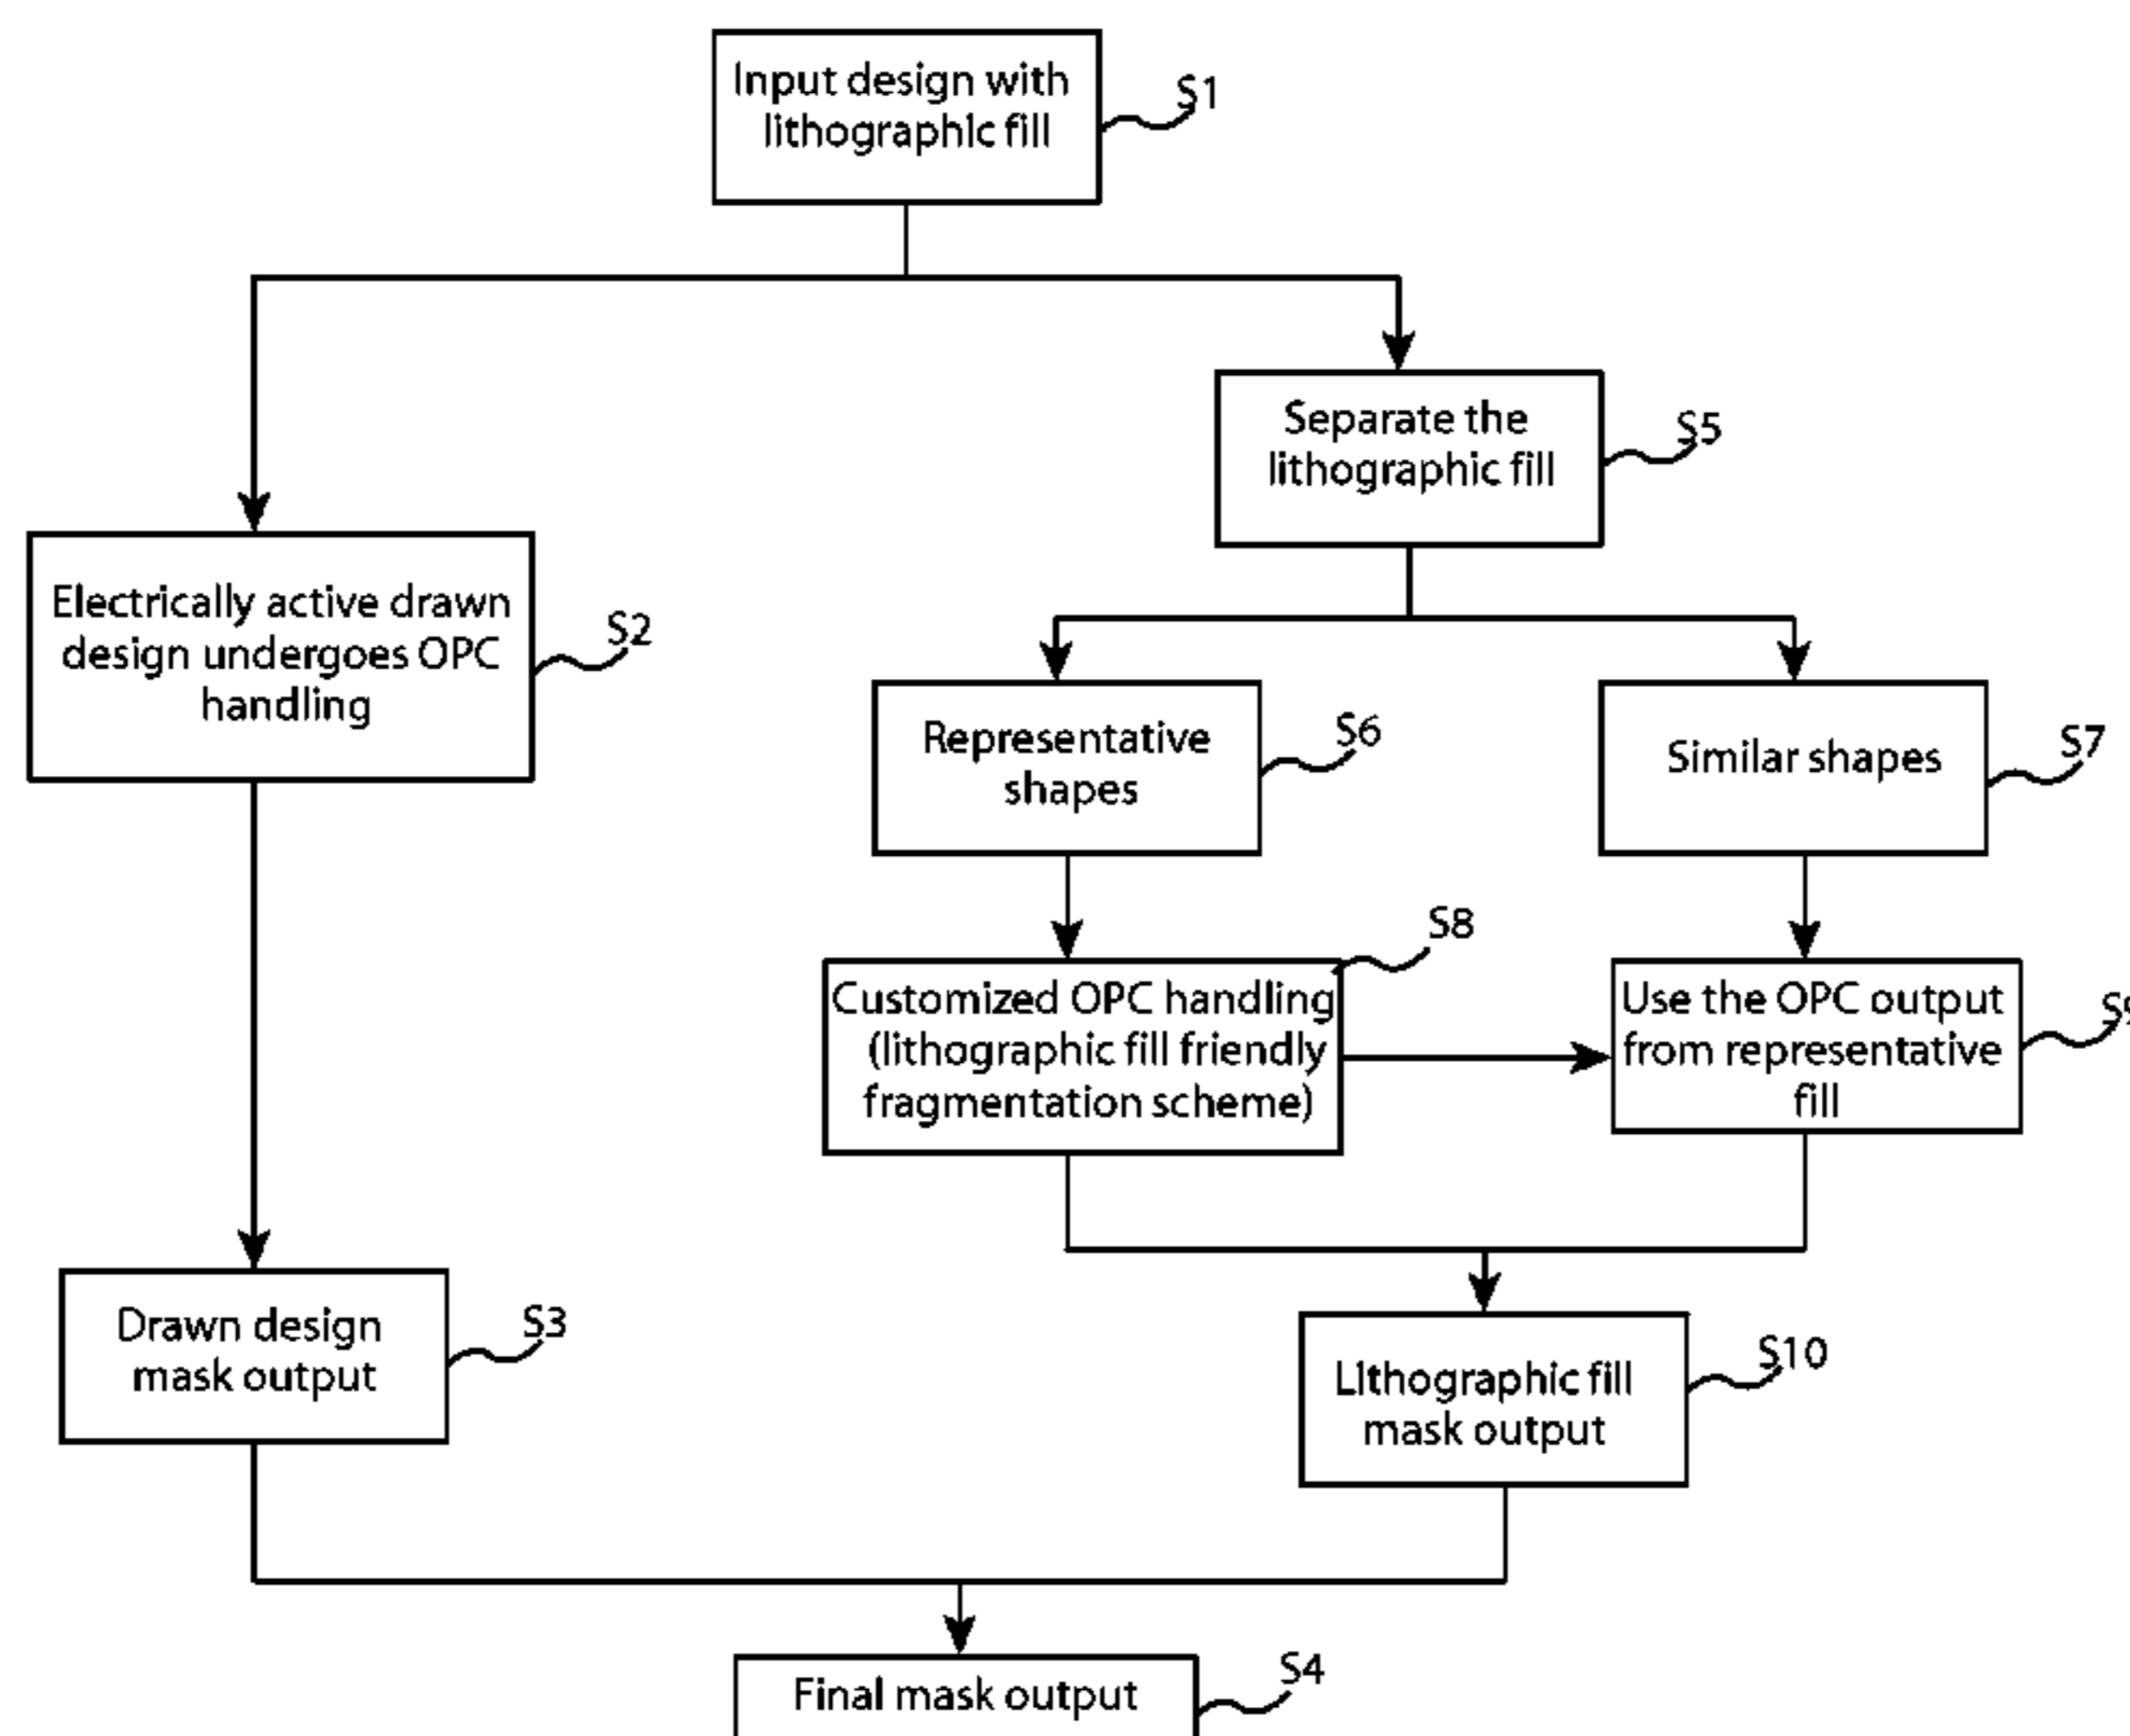 Input design with
lithographic fill
S1
Separate the
lithographic fill
S5
Electrically active drawn
design undergoes OPC
handling
S2
Representative
shapes
S6
Similar shapes
S7
Customized OPC handling
(lithographic fill friendly
fragmentation scheme)
S8
Use the OPC output
from representative
fill
S9
Drawn design
mask output
S3
Lithographic fill
mask output
S10
Final mask output
S4